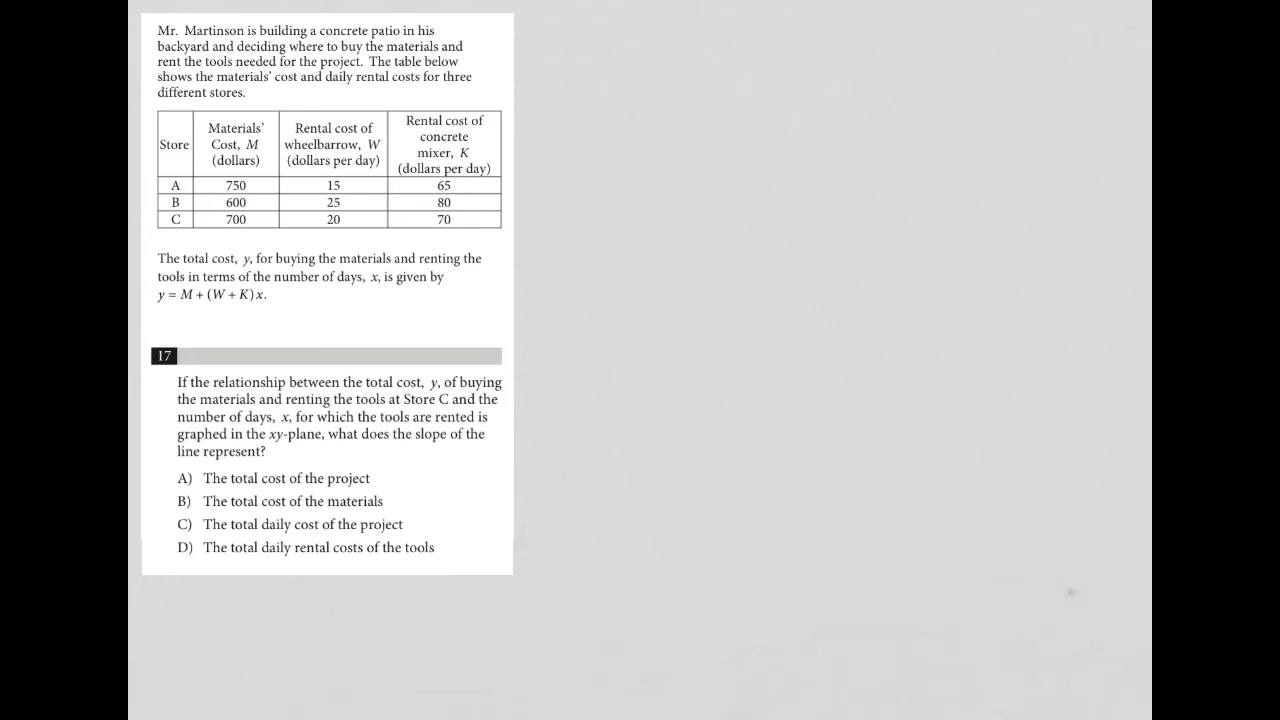 Mr. Martinson is building a concrete patio in his
backyard and deciding where to buy the materials and
rent the tools needed for the project. The table below
shows the materials’ cost and daily rental costs for three
different stores.
Store
Materials’
Cost, M
(dollars)
Rental cost of
wheelbarrow, W
(dollars per day)
Rental cost of
concrete
mixer, K
(dollars per day)
A 750 15 65
B 600 25 80
C 700 20 70
The total cost, y, for buying the materials and renting the
tools in terms of the number of days, x, is given by
y = M + (W + K)x.
17
If the relationship between the total cost, y, of buying
the materials and renting the tools at Store C and the
number of days, x, for which the tools are rented is
graphed in the xy-plane, what does the slope of the
line represent?
A) The total cost of the project
B) The total cost of the materials
C) The total daily cost of the project
D) The total daily rental costs of the tools